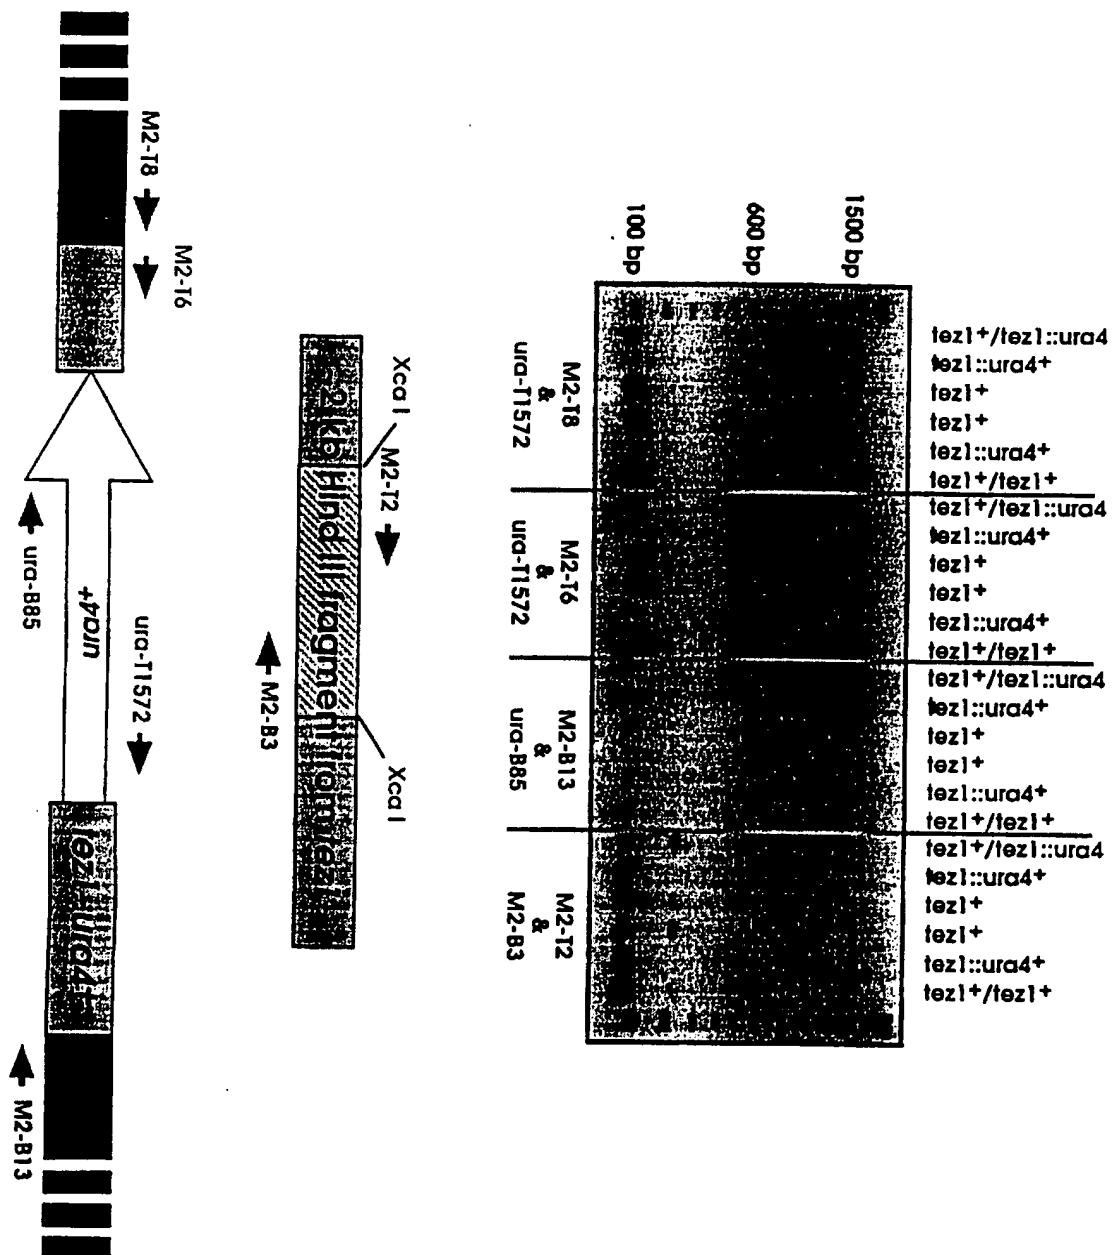 tez1+/tez1::ura4
tez1::ura4+
tez1+
tez1+
tez1::ura4+
tez1+/tez1+
tez1+/tez1::ura4
tez1::ura4+
tez1+
tez1+
tez1::ura4+
tez1+/tez1+
tez1+/tez1::ura4
tez1::ura4+
tez1+
tez1+
tez1::ura4+
tez1+/tez1+
tez1+/tez1::ura4
tez1::ura4+
tez1+
tez1+
tez1::ura4+
tez1+/tez1+
1500 bp
600 bp
100 bp
M2-T8
&
ura-T1572
M2-T6
&
ura-T1572
M2-B13
&
ura-B85
M2-T2
&
M2-B3
Xca I
M2-T2
Xca I
2 kb Hind III fragment from tez1
M2-B3
M2-T8
M2-T6
ura-T1572
ura4+
ura-B85
M2-B13